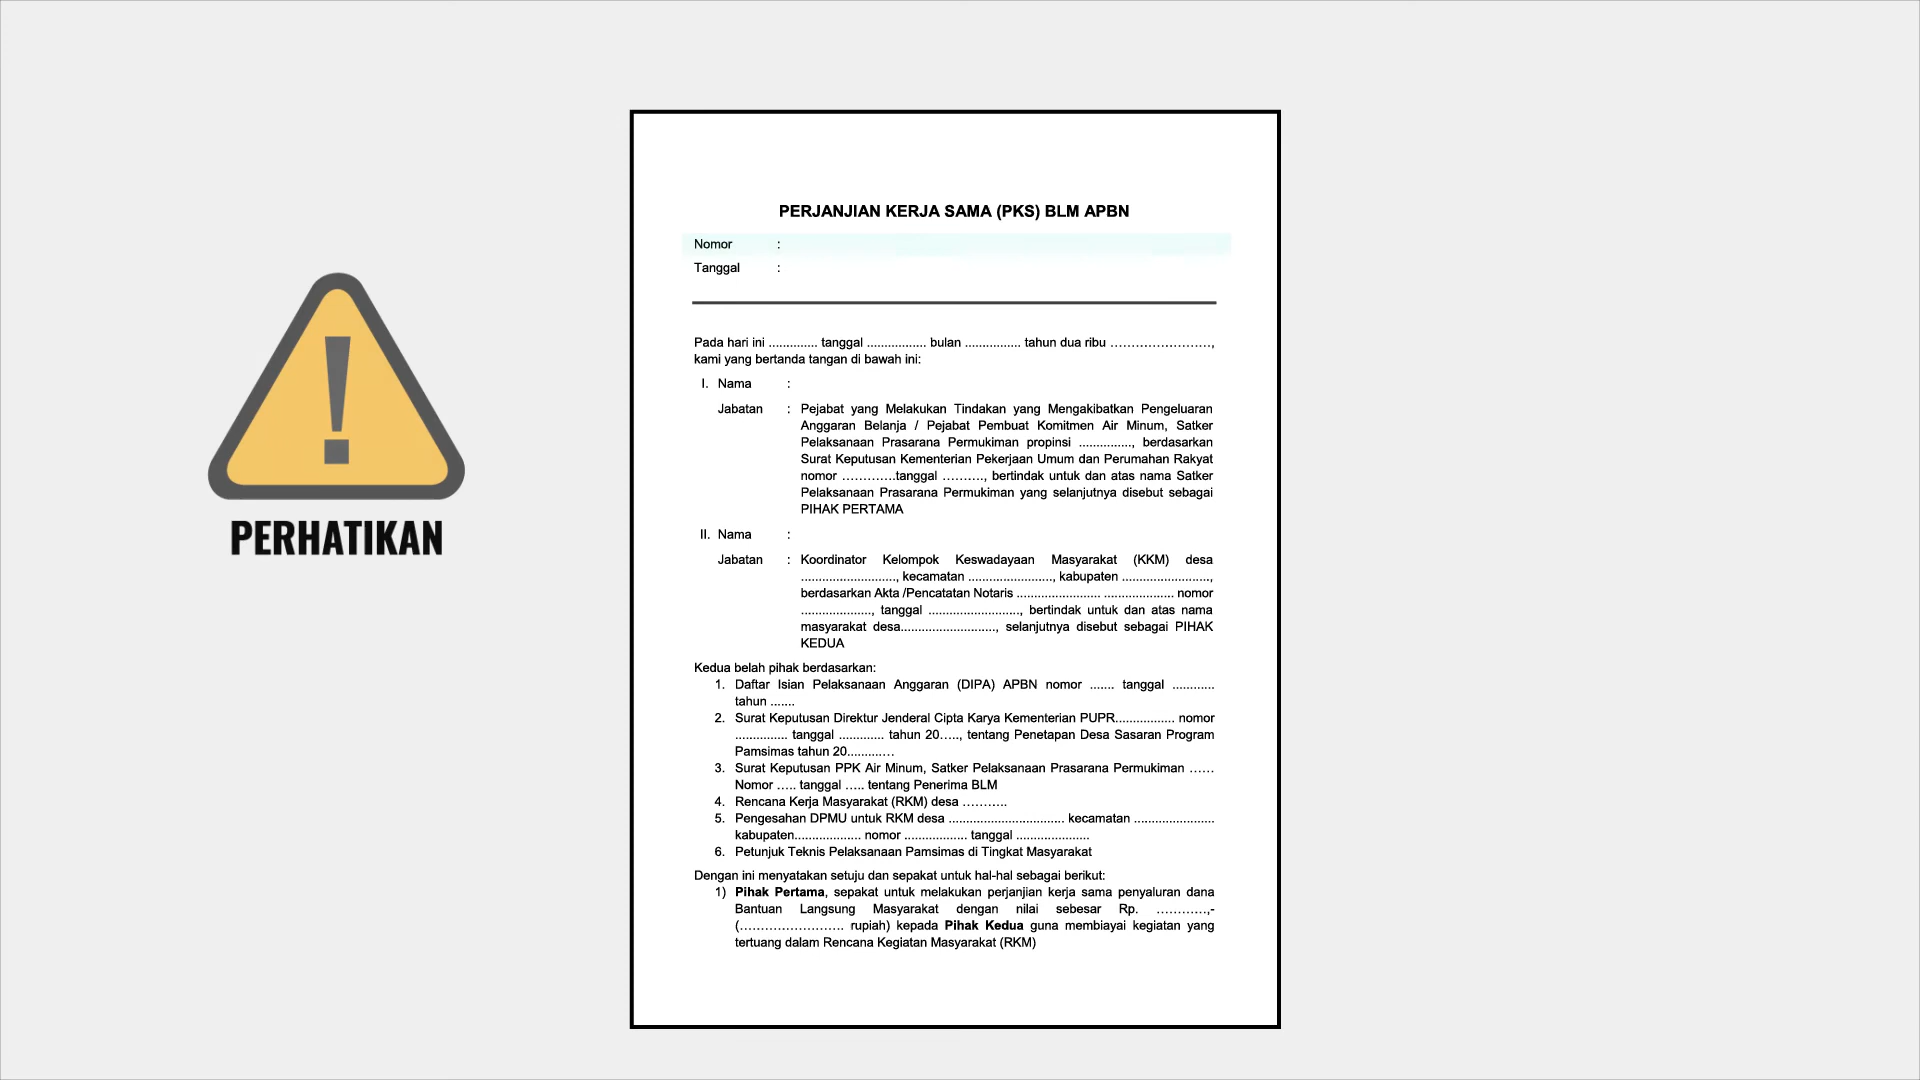 PERHATIKAN
PERJANJIAN KERJA SAMA (PKS) BLM APBN
Nomor :
Tanggal :
Pada hari ini .............. tanggal ................. bulan ................ tahun dua ribu ……………………,
kami yang bertanda tangan di bawah ini:
I. Nama :
Jabatan : Pejabat yang Melakukan Tindakan yang Mengakibatkan Pengeluaran
Anggaran Belanja / Pejabat Pembuat Komitmen Air Minum, Satker
Pelaksanaan Prasarana Permukiman propinsi ..............., berdasarkan
Surat Keputusan Kementerian Pekerjaan Umum dan Perumahan Rakyat
nomor ………….tanggal ………., bertindak untuk dan atas nama Satker
Pelaksanaan Prasarana Permukiman yang selanjutnya disebut sebagai
PIHAK PERTAMA
II. Nama :
Jabatan : Koordinator Kelompok Keswadayaan Masyarakat (KKM) desa
..........................., kecamatan ........................, kabupaten .........................,
berdasarkan Akta /Pencatatan Notaris ........................ .................... nomor
...................., tanggal .........................., bertindak untuk dan atas nama
masyarakat desa..........................., selanjutnya disebut sebagai PIHAK
KEDUA
Kedua belah pihak berdasarkan:
1. Daftar Isian Pelaksanaan Anggaran (DIPA) APBN nomor ....... tanggal ............
tahun .......
2. Surat Keputusan Direktur Jenderal Cipta Karya Kementerian PUPR................. nomor
............... tanggal ............. tahun 20….., tentang Penetapan Desa Sasaran Program
Pamsimas tahun 20..........…
3. Surat Keputusan PPK Air Minum, Satker Pelaksanaan Prasarana Permukiman ……
Nomor ….. tanggal ….. tentang Penerima BLM
4. Rencana Kerja Masyarakat (RKM) desa ………..
5. Pengesahan DPMU untuk RKM desa ................................. kecamatan .......................
kabupaten................... nomor .................. tanggal .....................
6. Petunjuk Teknis Pelaksanaan Pamsimas di Tingkat Masyarakat
Dengan ini menyatakan setuju dan sepakat untuk hal-hal sebagai berikut:
1) Pihak Pertama, sepakat untuk melakukan perjanjian kerja sama penyaluran dana
Bantuan Langsung Masyarakat dengan nilai sebesar Rp. …………,-
(……………………. rupiah) kepada Pihak Kedua guna membiayai kegiatan yang
tertuang dalam Rencana Kegiatan Masyarakat (RKM)